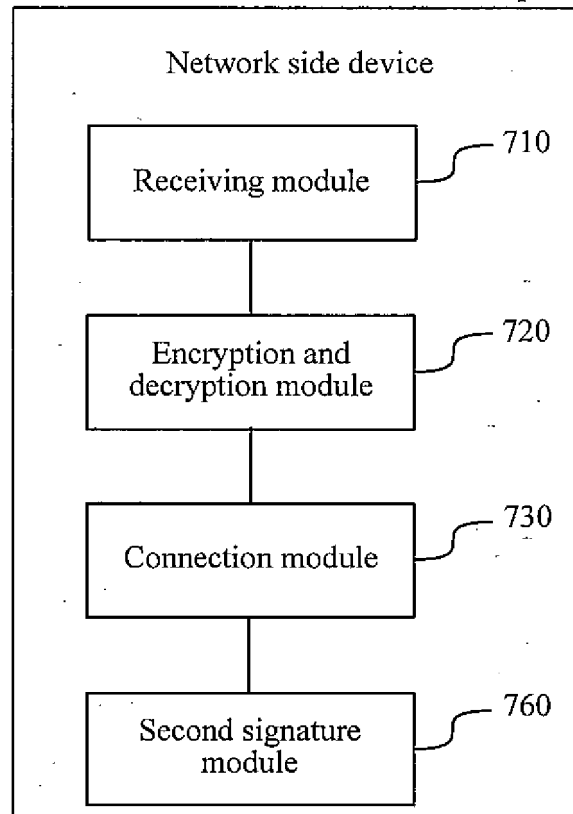 Network side device
Receiving module
710
Encryption and
decryption module
720
Connection module
730
Second signature
module
760